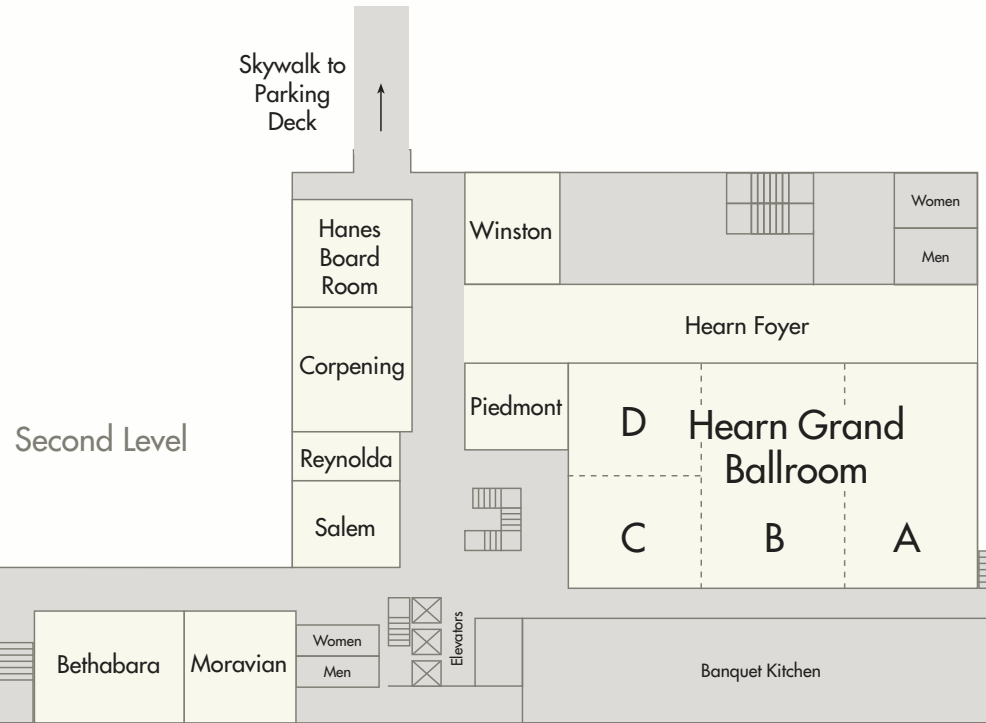 Skywalk to
Parking
Deck
Hanes
Board
Room
Winston
Women
Men
Hearn Foyer
Corpening
Piedmont
D
Hearn Grand
Ballroom
Second Level
Reynolda
Salem
C
B
A
Bethabara
Moravian
Women
Men
Elevators
Banquet Kitchen